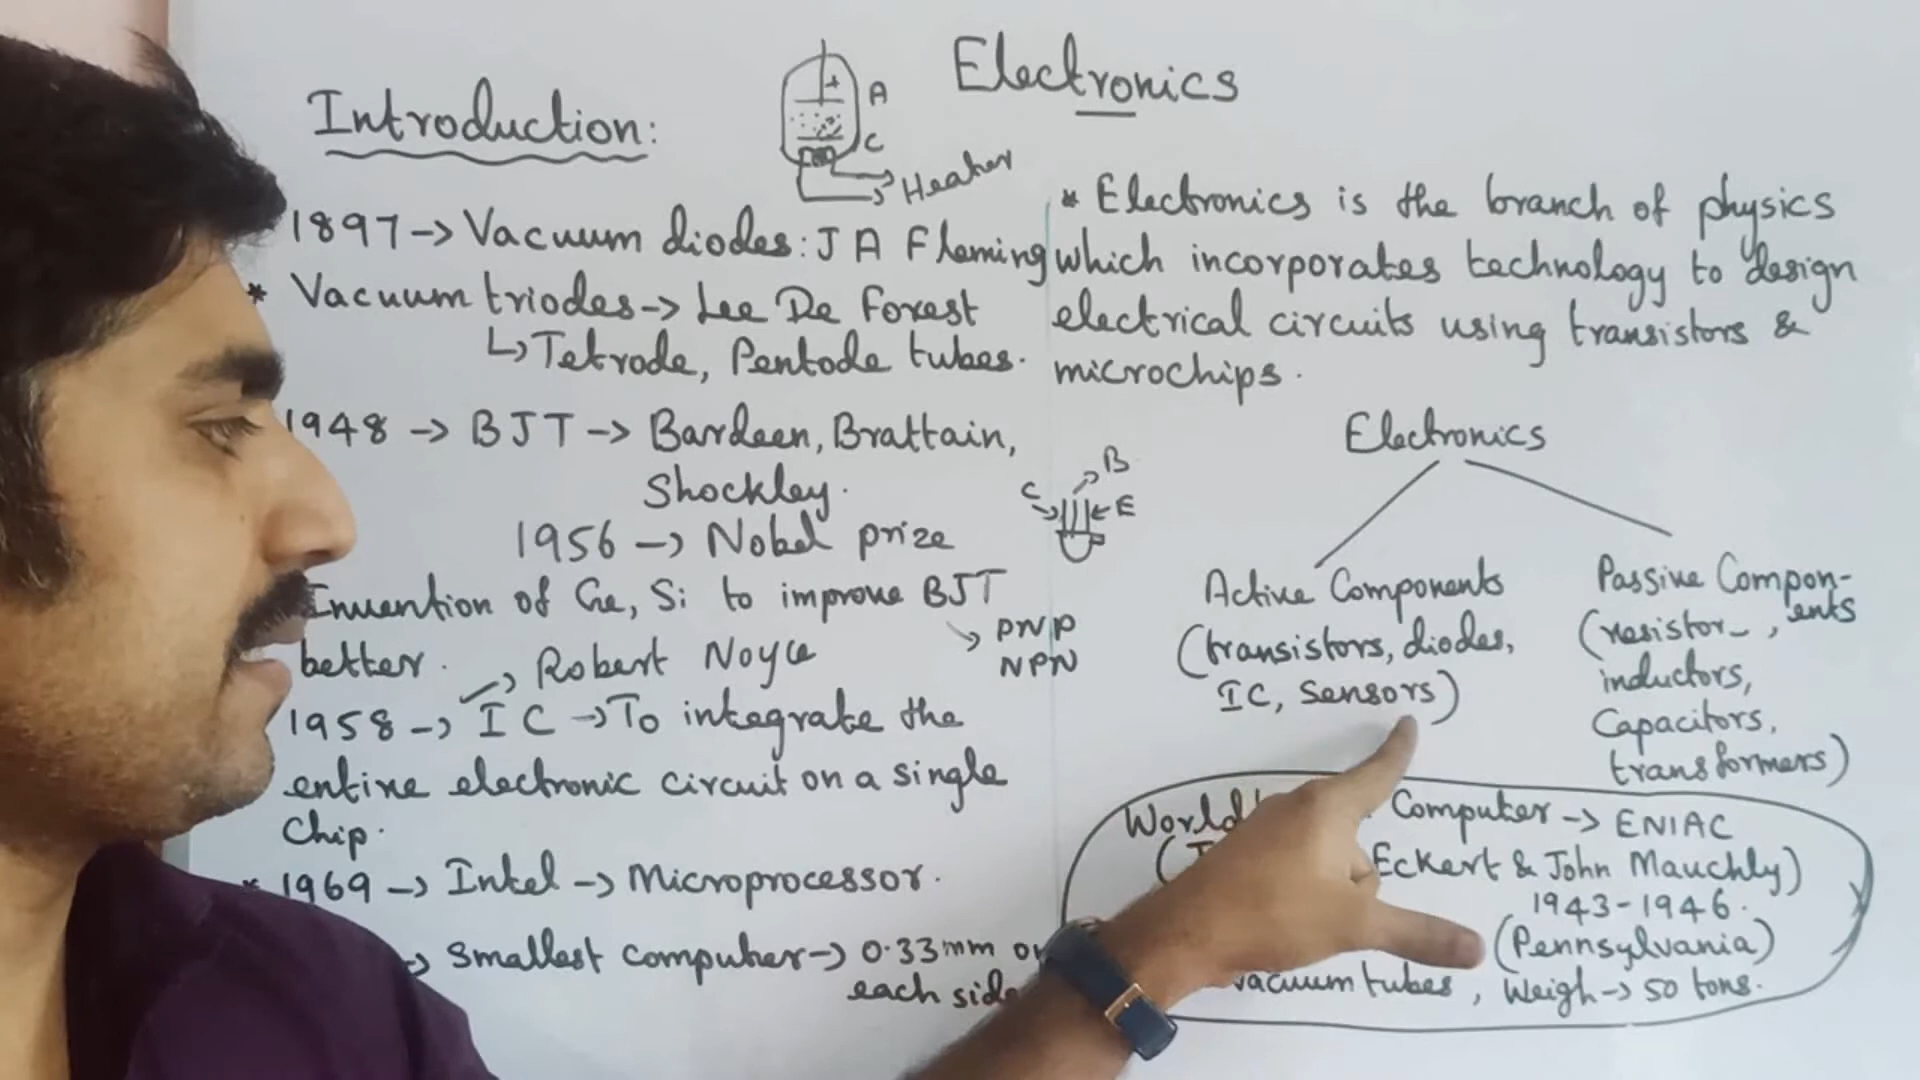 Electronics
Introduction:
A
C
Heater
1897 -> Vacuum diodes: J A Fleming
* Vacuum triodes -> Lee De Forest
↳ Tetrode, Pentode tubes.
1948 -> BJT -> Bardeen, Brattain,
Shockley.
1956 -> Nobel prize
Invention of Ge, Si to improve BJT
better.
PNP
NPN
-> Robert Noyce
1958 -> IC -> To integrate the
entire electronic circuit on a single
Chip.
* 1969 -> Intel -> Microprocessor.
-> Smallest computer -> 0.33mm on
each side
C
B
E
* Electronics is the branch of physics
which incorporates technology to design
electrical circuits using transistors &
microchips.
Electronics
Active Components
(transistors, diodes,
IC, Sensors)
Passive Compon-
ents
(resistor_,
inductors,
Capacitors,
transformers)
Computer -> ENIAC
Eckert & John Mauchly)
1943-1946.
(Pennsylvania)
vacuum tubes, Weigh -> 50 tons.